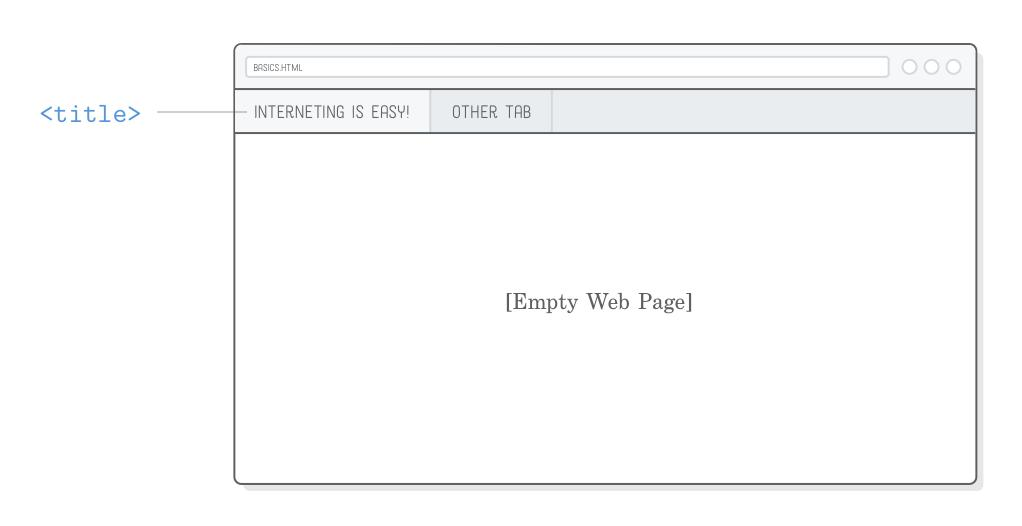 BASICS.HTML
<title>
INTERNETING IS EASY!
OTHER TAB
[Empty Web Page]